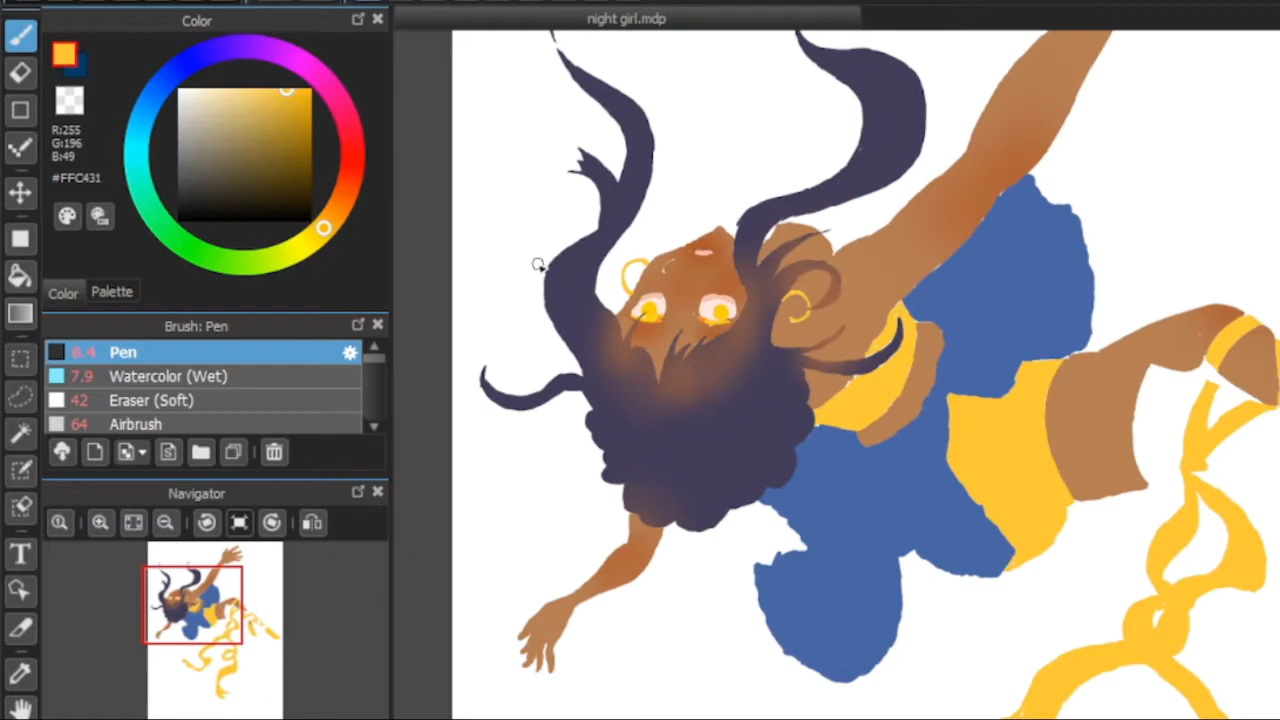 Color
night girl.mdp
R:255
G:196
B:49
#FFC431
Color Palette
Brush: Pen
8.4 Pen
7.9 Watercolor (Wet)
42 Eraser (Soft)
64 Airbrush
Navigator